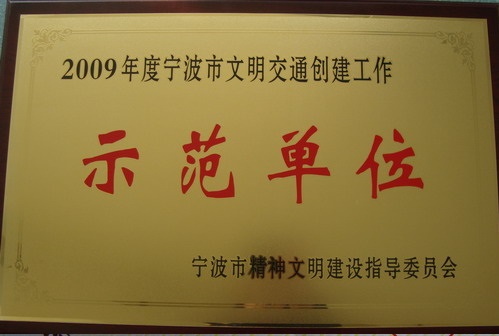 2009年度宁波市文明交通创建工作
示范单位
宁波市精神文明建设指导委员会